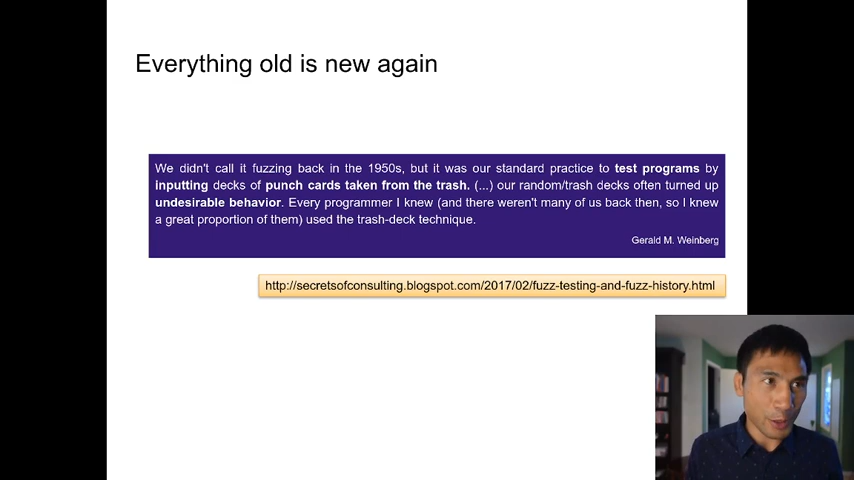 Everything old is new again
We didn't call it fuzzing back in the 1950s, but it was our standard practice to test programs by
inputting decks of punch cards taken from the trash. (...) our random/trash decks often turned up
undesirable behavior. Every programmer I knew (and there weren't many of us back then, so I knew
a great proportion of them) used the trash-deck technique.
Gerald M. Weinberg
http://secretsofconsulting.blogspot.com/2017/02/fuzz-testing-and-fuzz-history.html